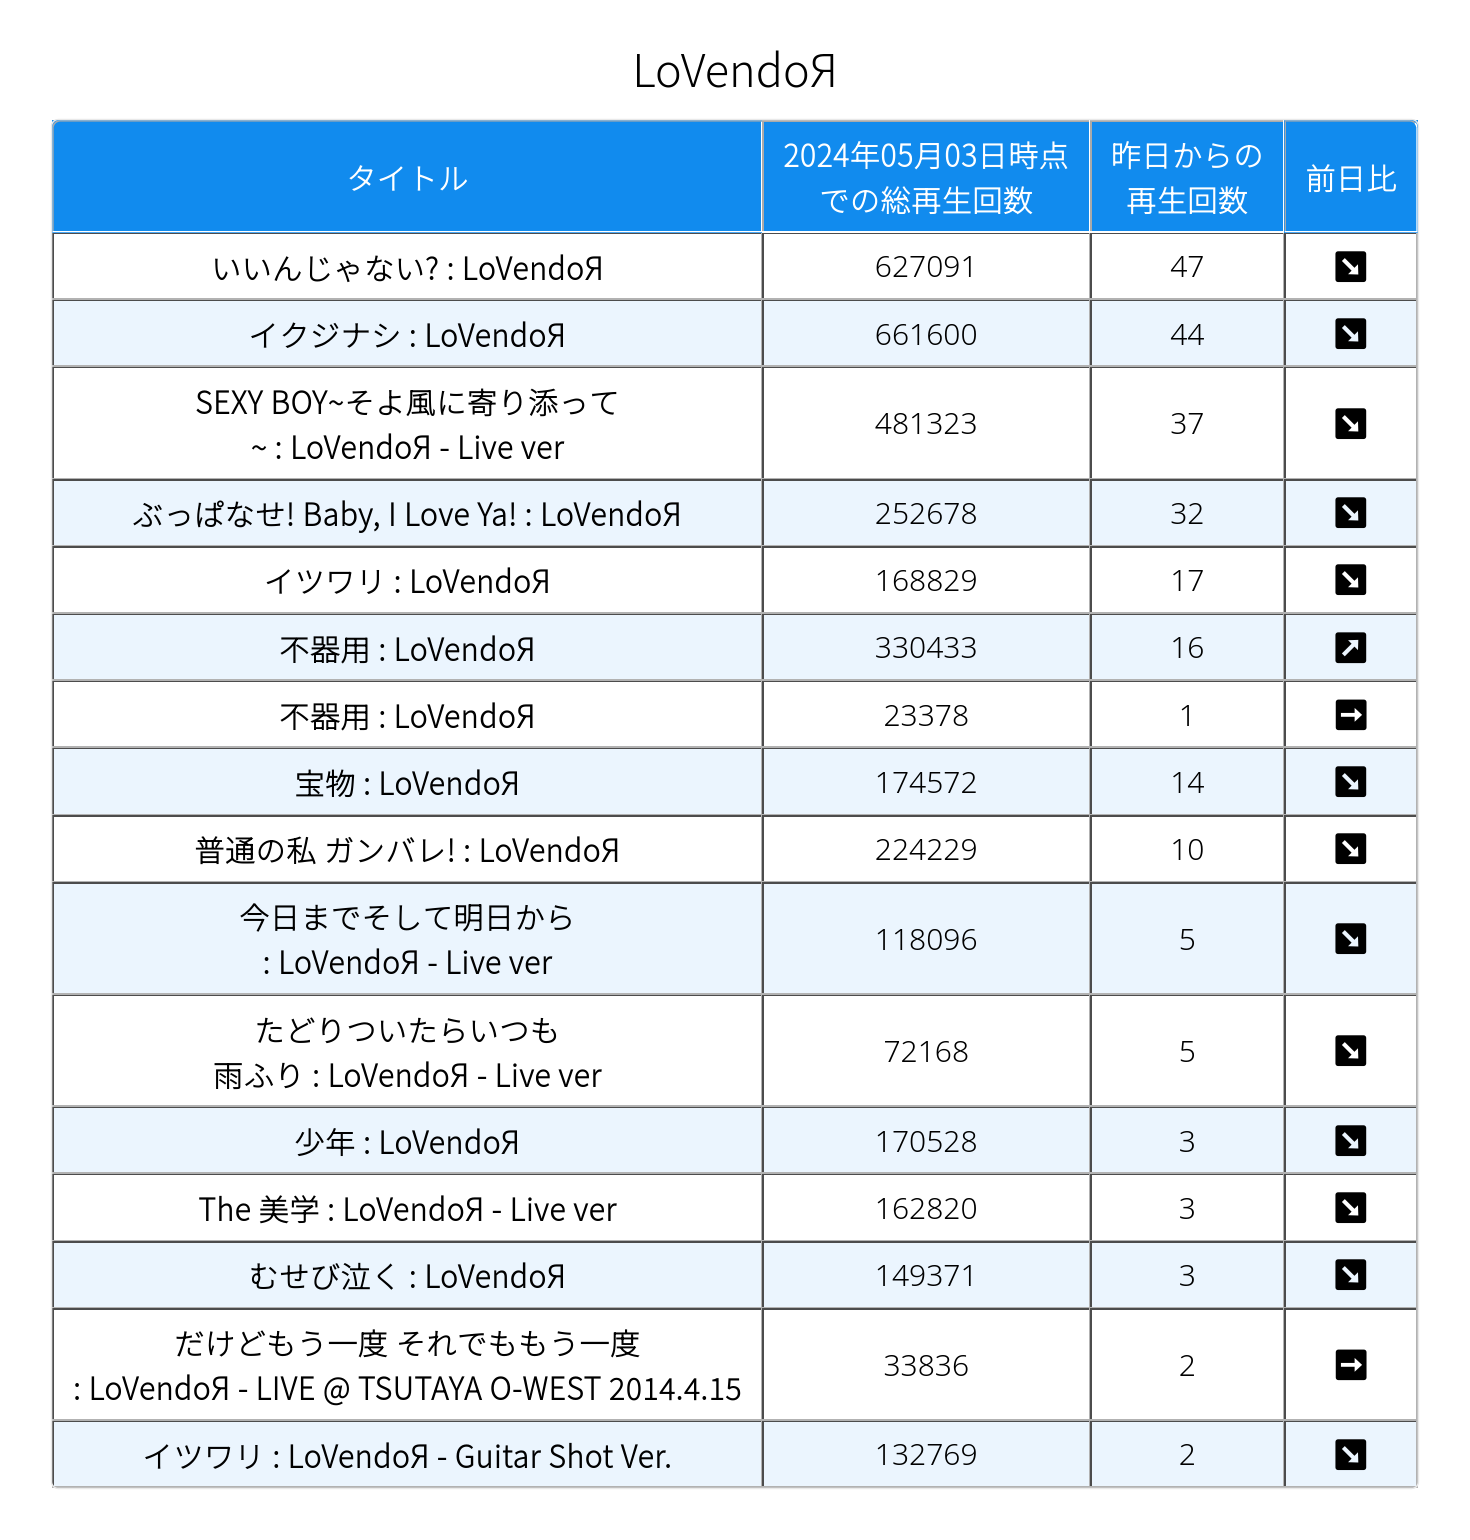 LoVendoЯ
タイトル
2024年05月03日時点
での総再生回数
昨日からの
再生回数
前日比
いいんじゃない? : LoVendoЯ 627091 47
イクジナシ : LoVendoЯ 661600 44
SEXY BOY~そよ風に寄り添って
~ : LoVendoЯ - Live ver 481323 37
ぶっぱなせ! Baby, I Love Ya! : LoVendoЯ 252678 32
イツワリ : LoVendoЯ 168829 17
不器用 : LoVendoЯ 330433 16
不器用 : LoVendoЯ 23378 1
宝物 : LoVendoЯ 174572 14
普通の私 ガンバレ! : LoVendoЯ 224229 10
今日までそして明日から
: LoVendoЯ - Live ver 118096 5
たどりついたらいつも
雨ふり : LoVendoЯ - Live ver 72168 5
少年 : LoVendoЯ 170528 3
The 美学 : LoVendoЯ - Live ver 162820 3
むせび泣く : LoVendoЯ 149371 3
だけどもう一度 それでももう一度
: LoVendoЯ - LIVE @ TSUTAYA O-WEST 2014.4.15 33836 2
イツワリ : LoVendoЯ - Guitar Shot Ver. 132769 2